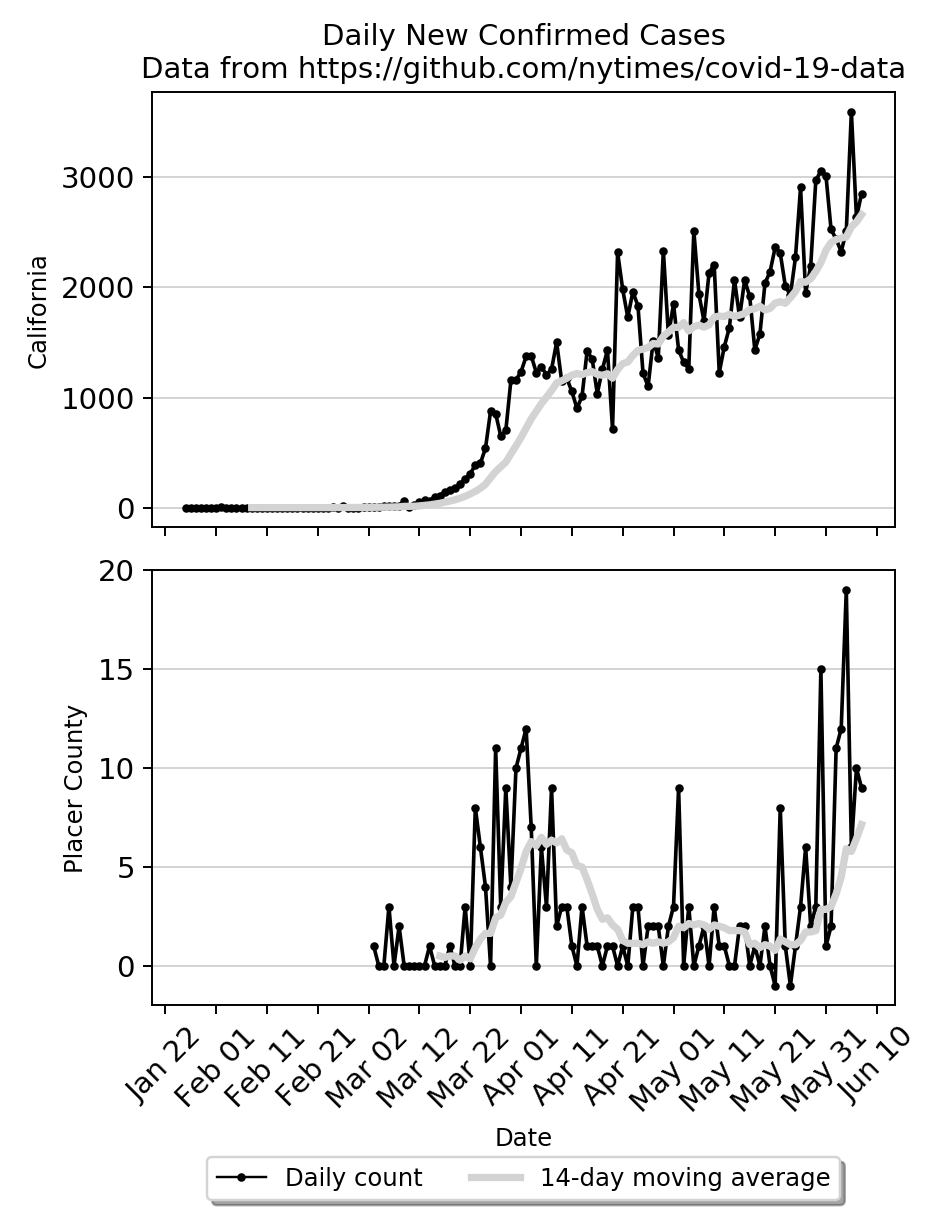 Daily New Confirmed Cases
Data from https://github.com/nytimes/covid-19-data
California
3000
2000
1000
0
Placer County
20
15
10
5
0
Jan 22
Feb 01
Feb 11
Feb 21
Mar 02
Mar 12
Mar 22
Apr 01
Apr 11
Apr 21
May 01
May 11
May 21
May 31
Jun 10
Date
Daily count
14-day moving average